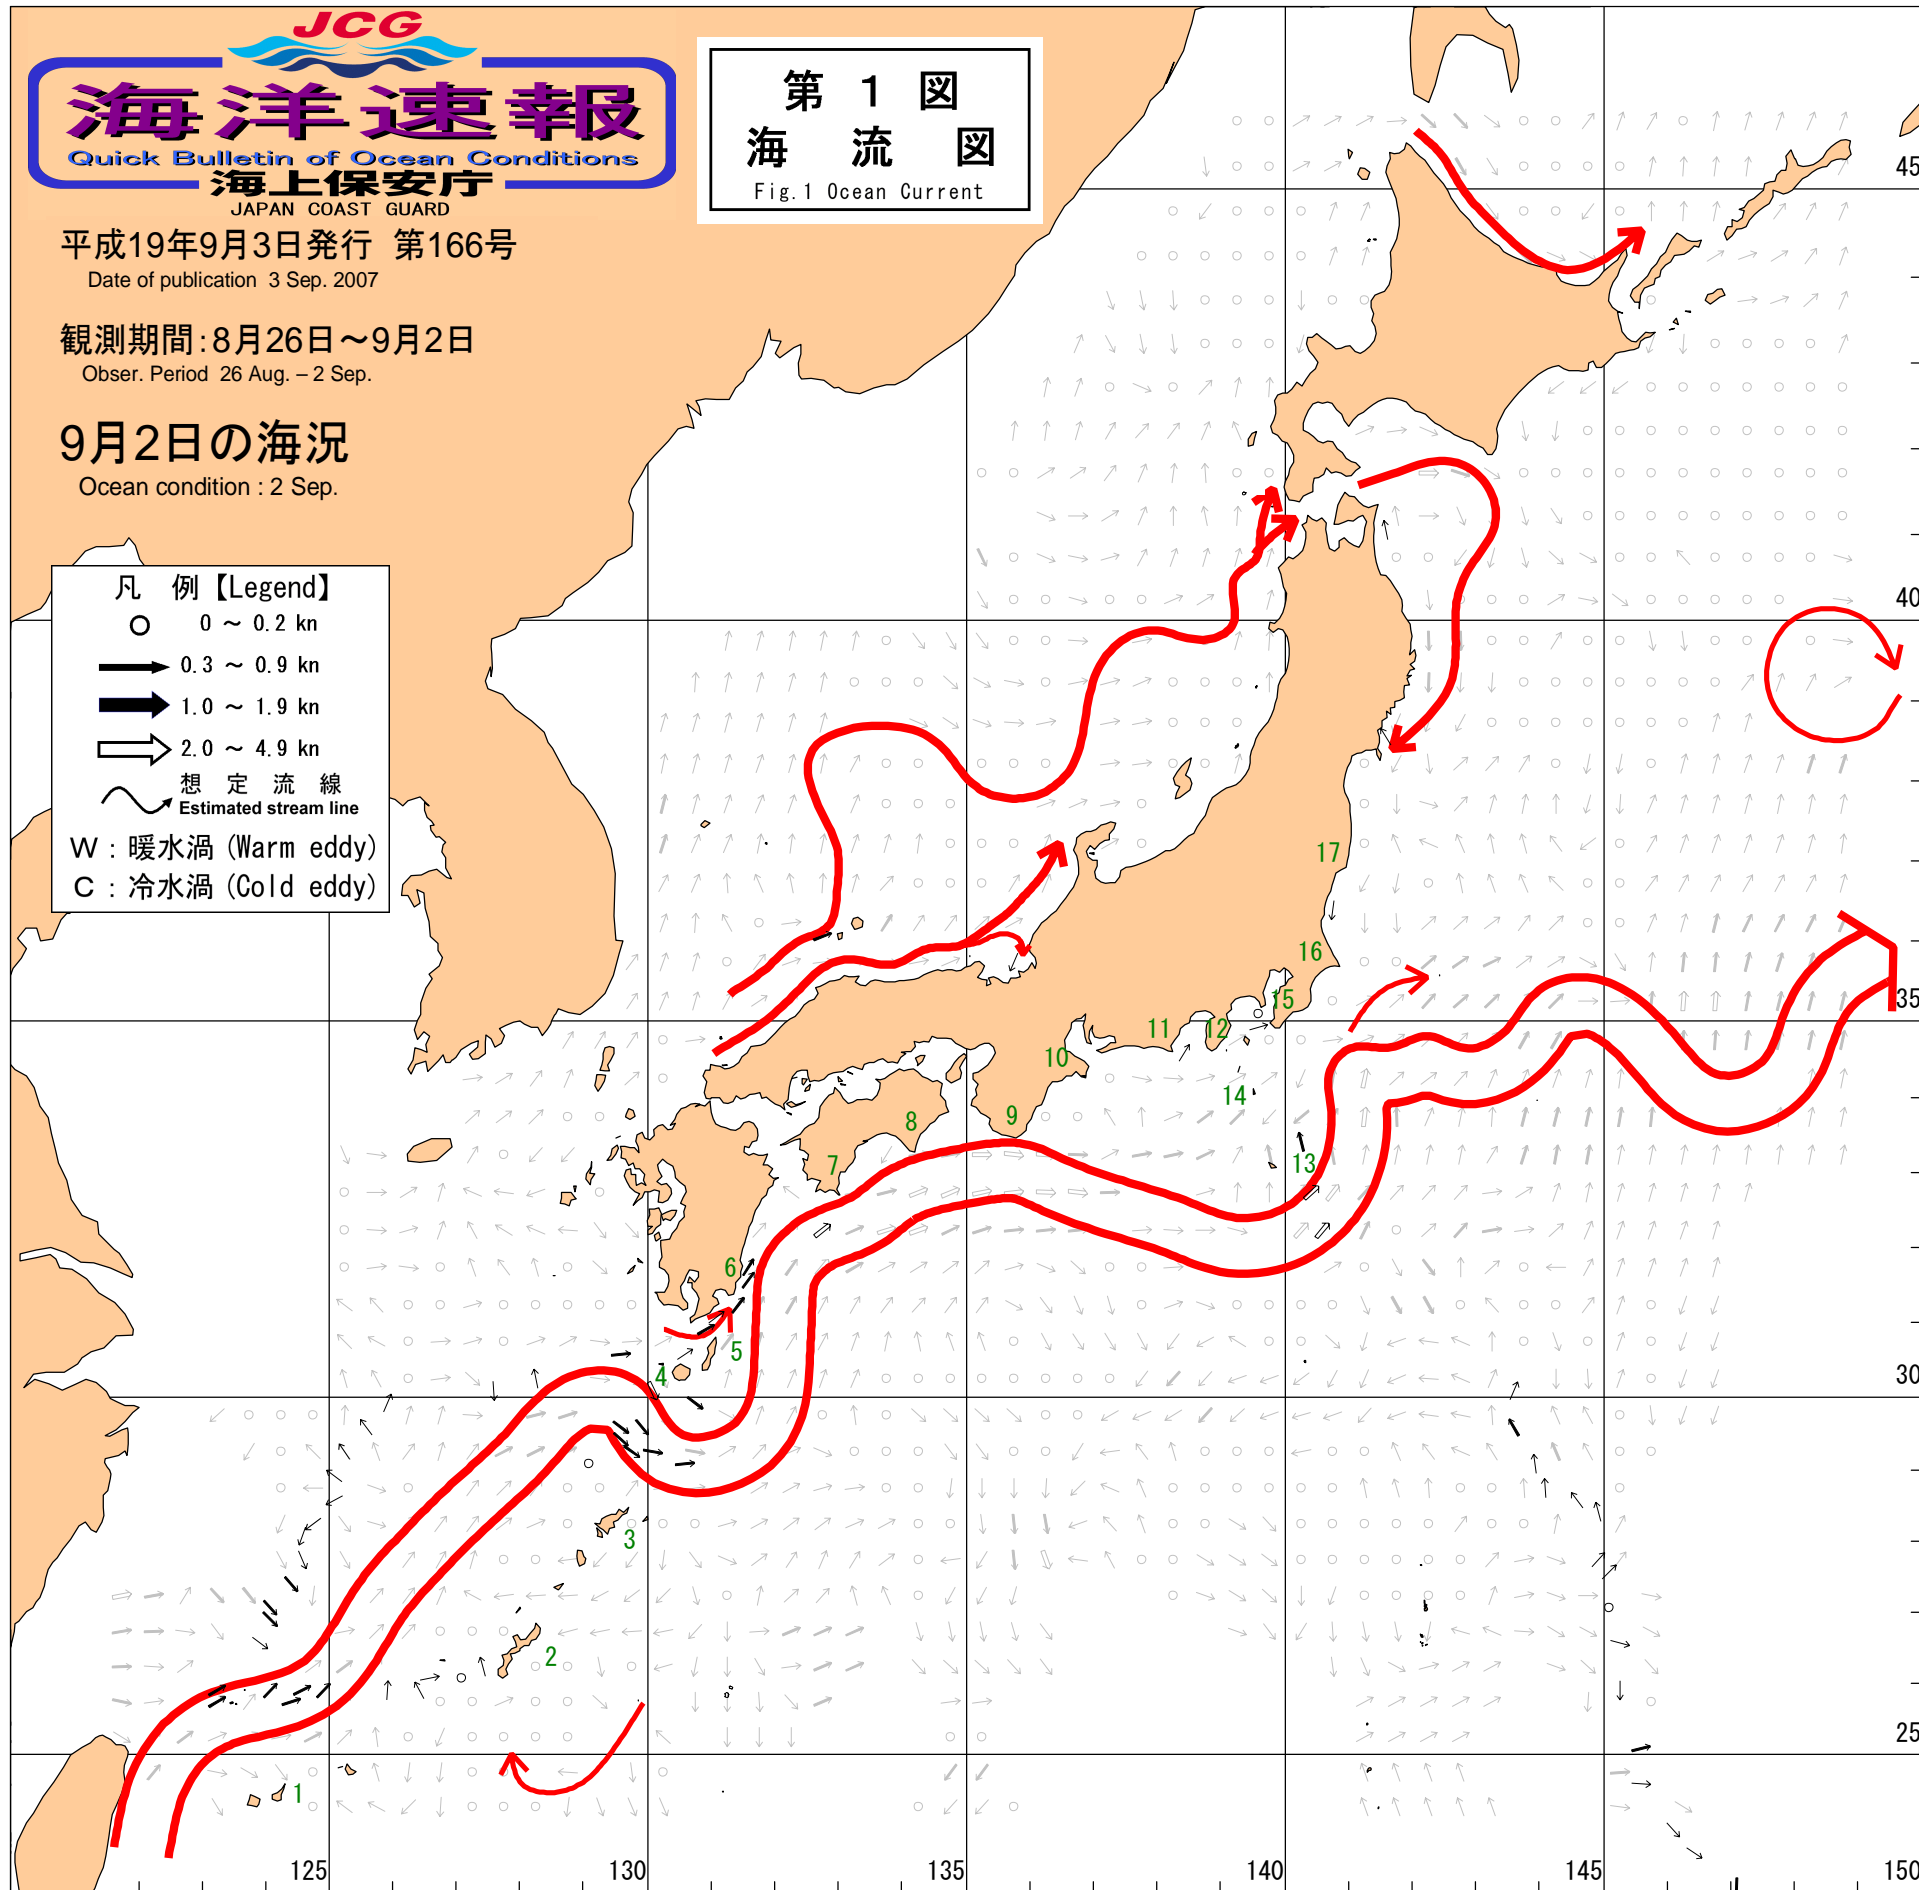 JCG
海洋速報
Quick Bulletin of Ocean Conditions
海上保安庁
JAPAN COAST GUARD
平成19年9月3日発行 第166号
Date of publication 3 Sep. 2007
観測期間:8月26日~9月2日
Obser. Period 26 Aug. – 2 Sep.
9月2日の海況
Ocean condition : 2 Sep.
第 1 図
海 流 図
Fig.1 Ocean Current
凡 例【Legend】
0 ~ 0.2 kn
0.3 ~ 0.9 kn
1.0 ~ 1.9 kn
2.0 ~ 4.9 kn
想 定 流 線
Estimated stream line
W : 暖水渦 (Warm eddy)
C : 冷水渦 (Cold eddy)
45
40
17
16
15
35
11
12
10
14
9
8
13
7
6
5
4
30
3
2
25
1
125
130
135
140
145
150